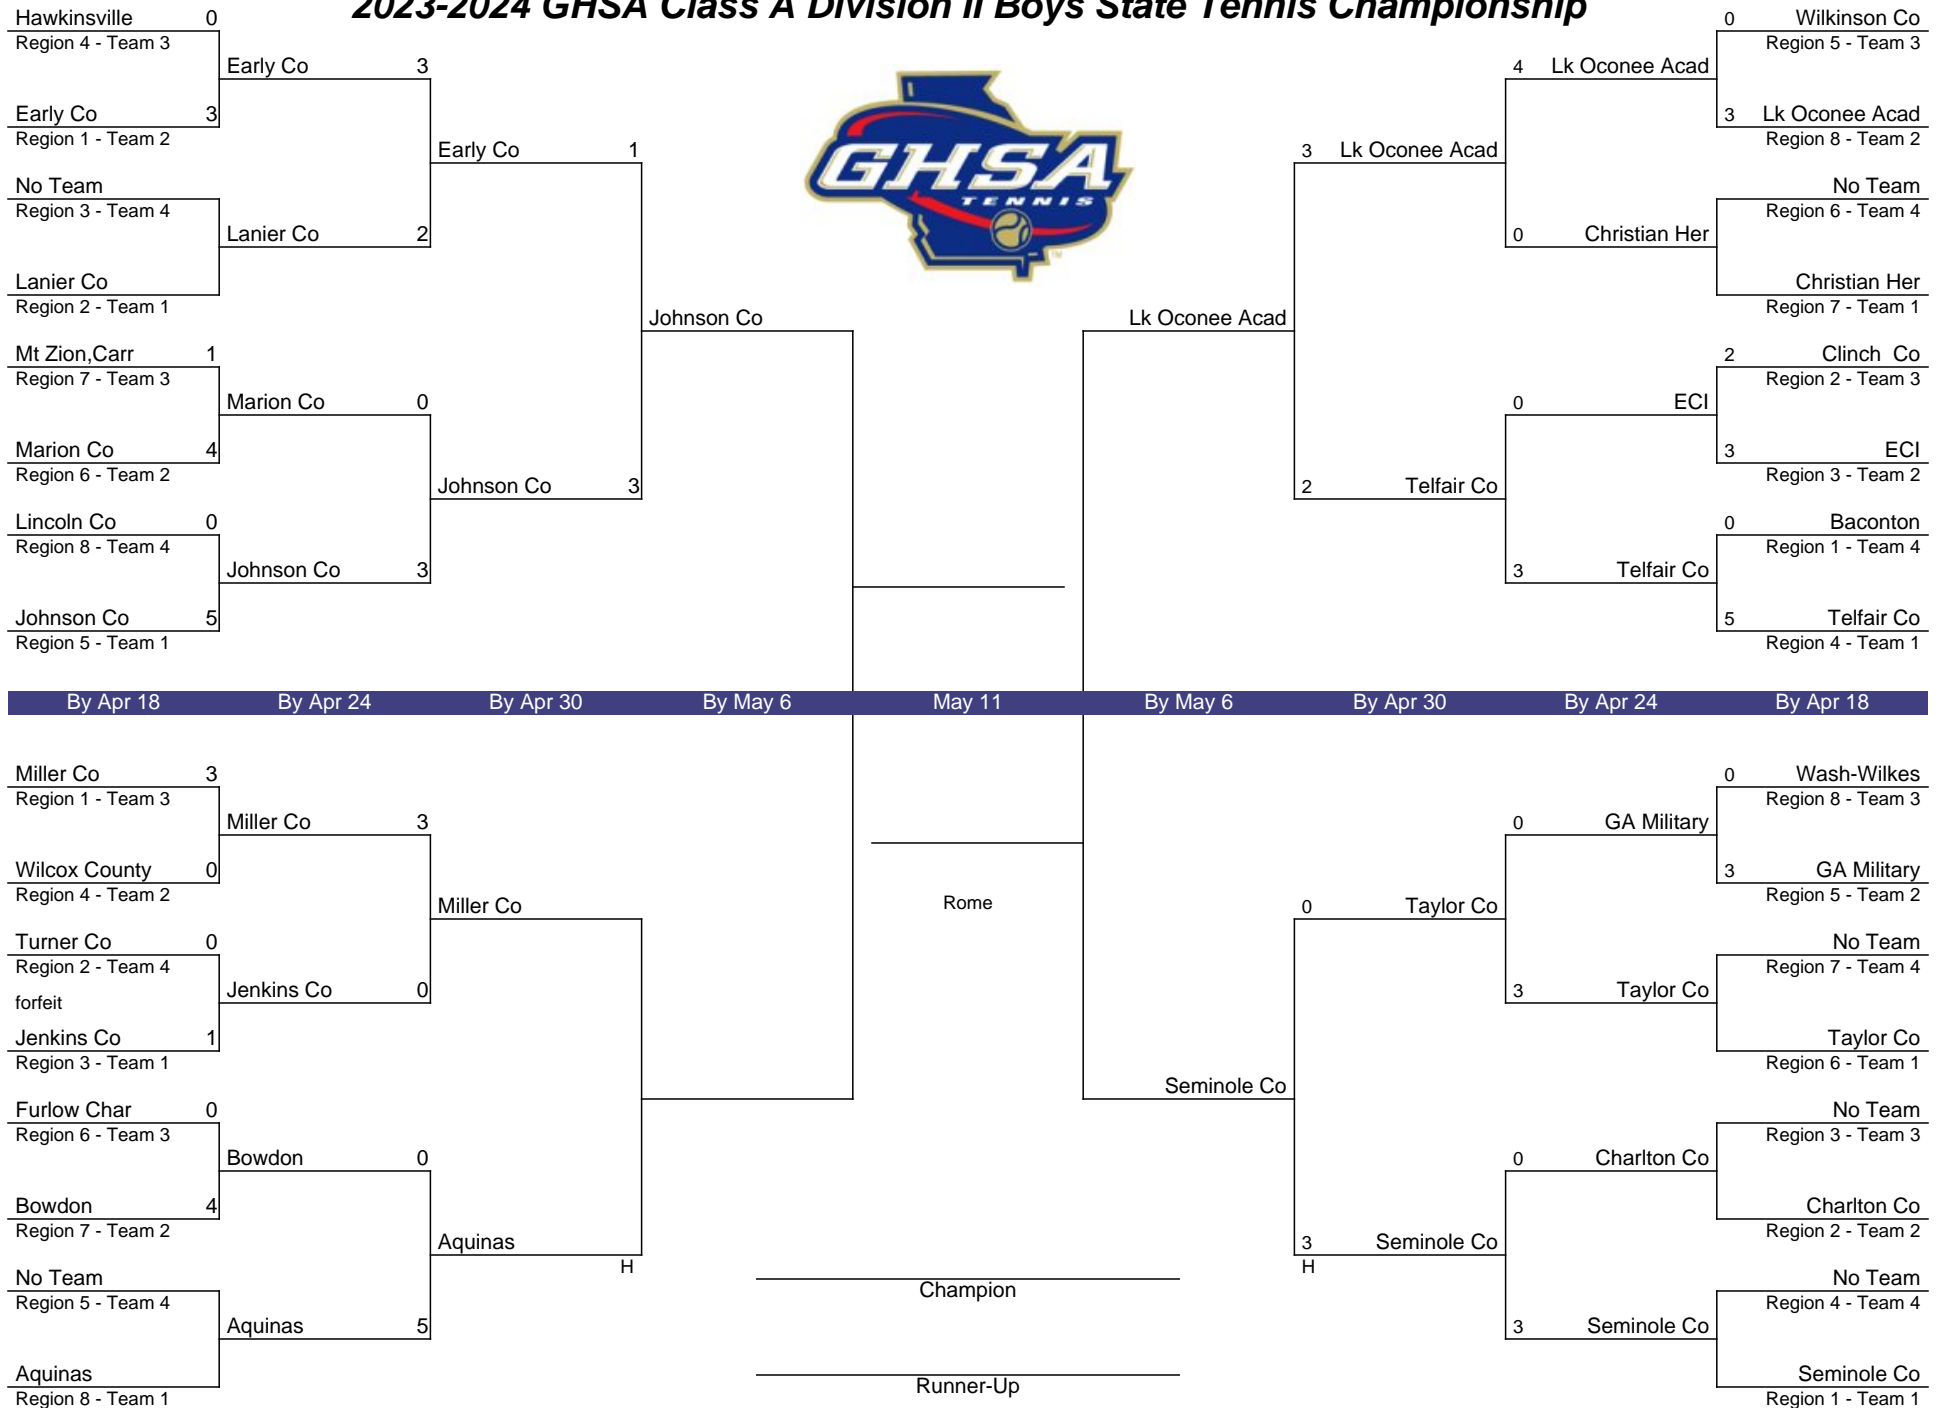 2023-2024 GHSA Class A Division II Boys State Tennis Championship
Hawkinsville 0
Region 4 - Team 3
Early Co 3
Early Co 3
Region 1 - Team 2
Early Co 1
No Team
Region 3 - Team 4
Lanier Co 2
Lanier Co
Region 2 - Team 1
Johnson Co
Mt Zion,Carr 1
Region 7 - Team 3
Marion Co 0
Marion Co 4
Region 6 - Team 2
Johnson Co 3
Lincoln Co 0
Region 8 - Team 4
Johnson Co 3
Johnson Co 5
Region 5 - Team 1
GHSA
TENNIS
TM
0 Wilkinson Co
Region 5 - Team 3
4 Lk Oconee Acad
3 Lk Oconee Acad
Region 8 - Team 2
3 Lk Oconee Acad
No Team
Region 6 - Team 4
0 Christian Her
Christian Her
Region 7 - Team 1
Lk Oconee Acad
2 Clinch  Co
Region 2 - Team 3
0 ECI
3 ECI
Region 3 - Team 2
2 Telfair Co
0 Baconton
Region 1 - Team 4
3 Telfair Co
5 Telfair Co
Region 4 - Team 1
By Apr 18 By Apr 24 By Apr 30 By May 6 May 11 By May 6 By Apr 30 By Apr 24 By Apr 18
Miller Co 3
Region 1 - Team 3
Miller Co 3
Wilcox County 0
Region 4 - Team 2
Miller Co
Turner Co 0
Region 2 - Team 4
Jenkins Co 0
forfeit
Jenkins Co 1
Region 3 - Team 1
Furlow Char 0
Region 6 - Team 3
Bowdon 0
Bowdon 4
Region 7 - Team 2
Aquinas
H
No Team
Region 5 - Team 4
Aquinas 5
Aquinas
Region 8 - Team 1
Rome
Champion
Runner-Up
0 Wash-Wilkes
Region 8 - Team 3
0 GA Military
3 GA Military
Region 5 - Team 2
0 Taylor Co
No Team
Region 7 - Team 4
3 Taylor Co
Taylor Co
Region 6 - Team 1
Seminole Co
No Team
Region 3 - Team 3
0 Charlton Co
Charlton Co
Region 2 - Team 2
3 Seminole Co
H
No Team
Region 4 - Team 4
3 Seminole Co
Seminole Co
Region 1 - Team 1